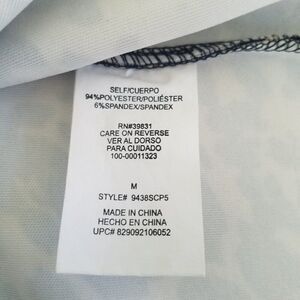 SELF/CUERPO
94%POLYESTER/POLIÉSTER
6%SPANDEX/SPANDEX
RN#39831
CARE ON REVERSE
VER AL DORSO
PARA CUIDADO
100-00011323
M
STYLE# 9438SCP5
MADE IN CHINA
HECHO EN CHINA
UPC# 829092106052